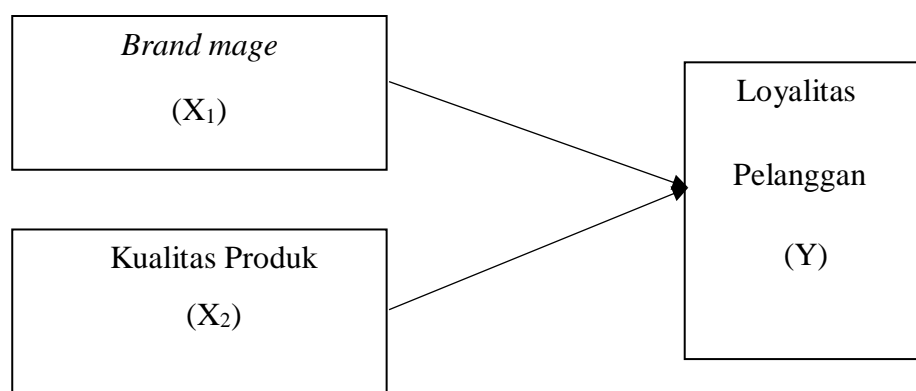 Brand mage
(X₁)
Kualitas Produk
(X₂)
Loyalitas
Pelanggan
(Y)